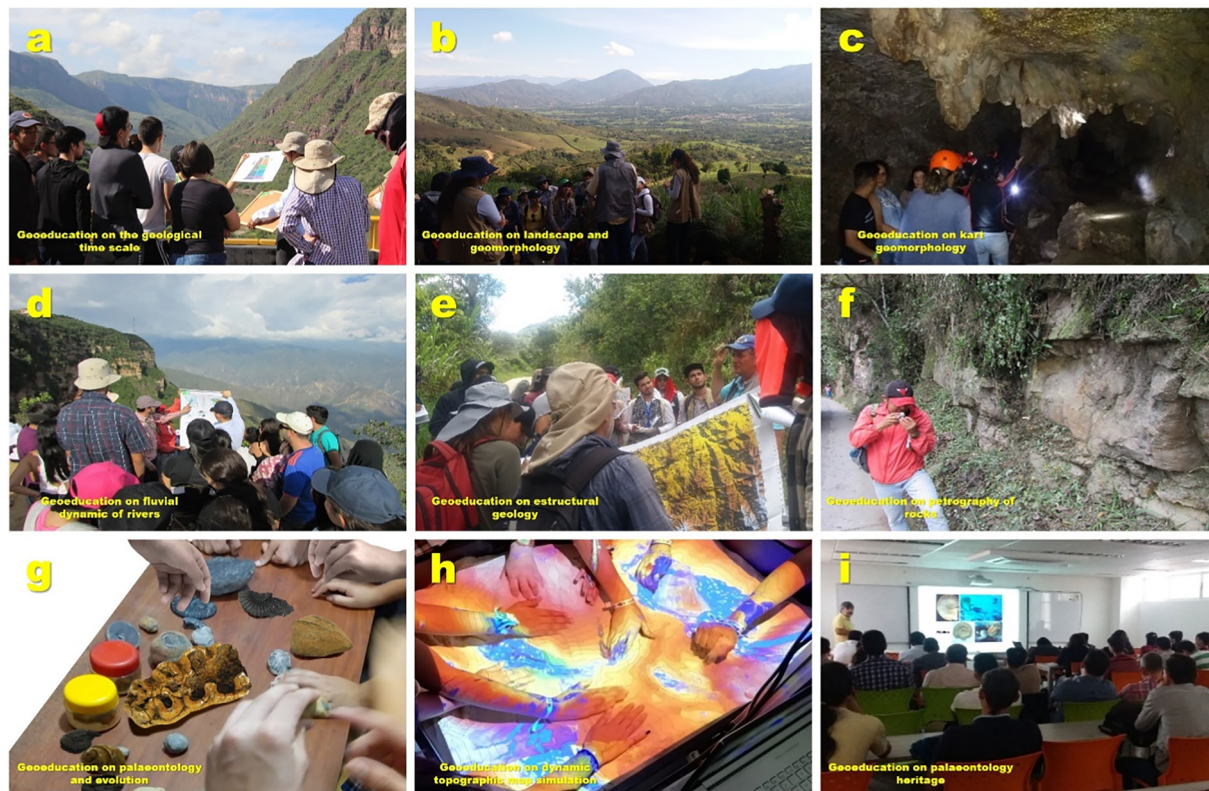 a
Geoeducation on the geological
time scale
b
Geoeducation on landscape and
geomorphology
c
Geoeducation on karl
geomorphology
d
Geoeducation on fluvial
dynamic of rivers
e
Geoeducation on estructural
geology
f
Geoeducation on petrography of
rocks
g
Geoeducation on palaeontology
and evolution
h
Geoeducation on dynamic
topographic map simulation
i
Geoeducation on palaeontology
heritage